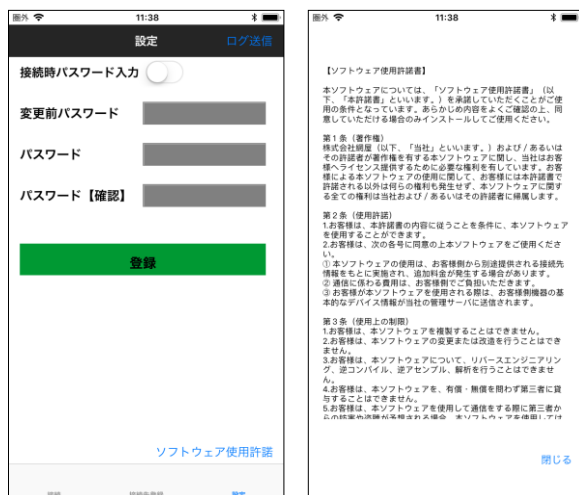 圏外 11:38
設定 ログ送信
接続時パスワード入力
変更前パスワード
パスワード
パスワード【確認】
登録
ソフトウェア使用許諾
設定
圏外 11:38
【ソフトウェア使用許諾書】
本ソフトウェアについては、「ソフトウェア使用許諾書」（以
下、「本許諾書」といいます。）を承諾していただくことがご使
用の条件となっています。あらかじめ内容をよくご確認の上、同
意していただける場合のみインストールしてご使用ください。
第１条（著作権）
株式会社網屋（以下、「当社」といいます。）および / あるいは
その許諾者が著作権を有する本ソフトウェアに関し、当社はお客
様へライセンス提供するために必要な権利を有しています。お客
様による本ソフトウェアの使用に関して、お客様には本許諾書で
許諾される以外は何らの権利も発生せず、本ソフトウェアに関す
る全ての権利は当社および / あるいはその許諾者に帰属します。
第２条（使用許諾）
1.お客様は、本許諾書の内容に従うことを条件に、本ソフトウェア
を使用することができます。
2.お客様は、次の各号に同意の上本ソフトウェアをご使用くださ
い。
① 本ソフトウェアの使用は、お客様側から別途提供される接続先
情報をもとに実施され、追加料金が発生する場合があります。
② 通信に係わる費用は、お客様側でご負担いただきます。
③ お客様が本ソフトウェアを使用される際は、お客様側機器の基
本的なデバイス情報が当社の管理サーバに送信されます。
第３条（使用上の制限）
1.お客様は、本ソフトウェアを複製することはできません。
2.お客様は、本ソフトウェアの変更または改造を行うことはでき
ません。
3.お客様は、本ソフトウェアについて、リバースエンジニアリン
グ、逆コンパイル、逆アセンブル、解析を行うことはできませ
ん。
4.お客様は、本ソフトウェアを、有償・無償を問わず第三者に貸
与することはできません。
5.お客様は、本ソフトウェアを使用して通信をする際に第三者か
らの妨害や盗聴が予想される場合、本ソフトウェアを使用しては
閉じる